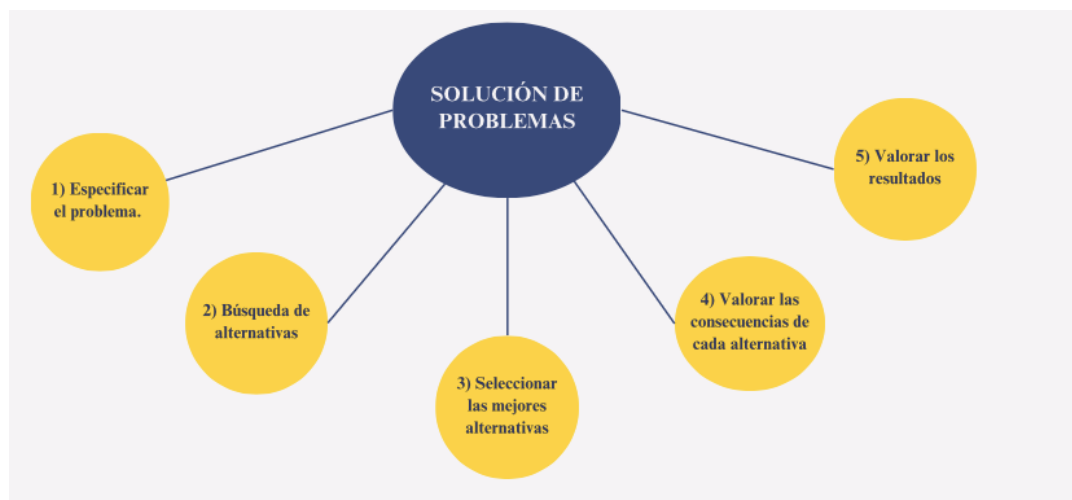 SOLUCIÓN DE
PROBLEMAS
1) Especificar
el problema.
2) Búsqueda de
alternativas
3) Seleccionar
las mejores
alternativas
4) Valorar las
consecuencias de
cada alternativa
5) Valorar los
resultados